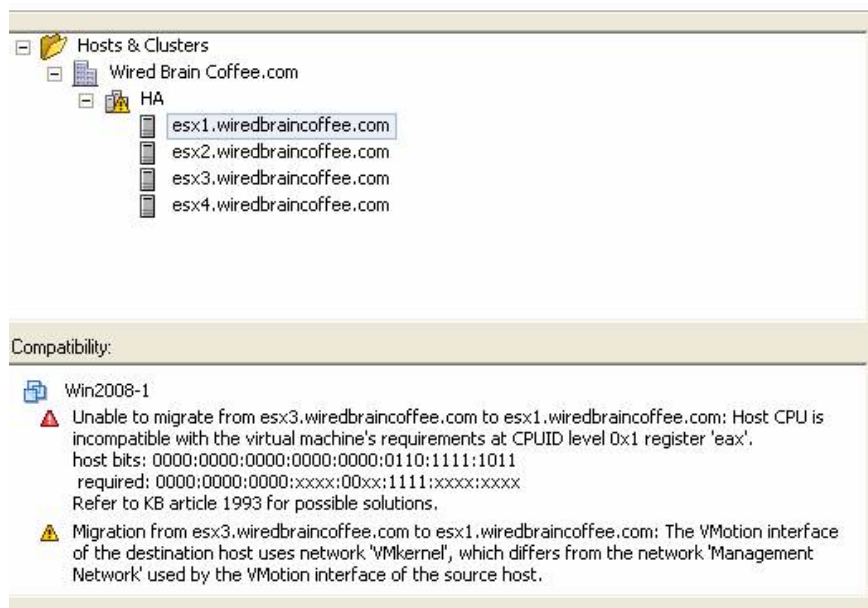 Hosts & Clusters
Wired Brain Coffee.com
HA
esx1.wiredbraincoffee.com
esx2.wiredbraincoffee.com
esx3.wiredbraincoffee.com
esx4.wiredbraincoffee.com
Compatibility:
Win2008-1
Unable to migrate from esx3.wiredbraincoffee.com to esx1.wiredbraincoffee.com: Host CPU is
incompatible with the virtual machine's requirements at CPUID level 0x1 register 'eax'.
host bits: 0000:0000:0000:0000:0000:0110:1111:1011
required: 0000:0000:0000:xxxx:00xx:1111:xxxx:xxxx
Refer to KB article 1993 for possible solutions.
Migration from esx3.wiredbraincoffee.com to esx1.wiredbraincoffee.com: The VMotion interface
of the destination host uses network 'VMkernel', which differs from the network 'Management
Network' used by the VMotion interface of the source host.